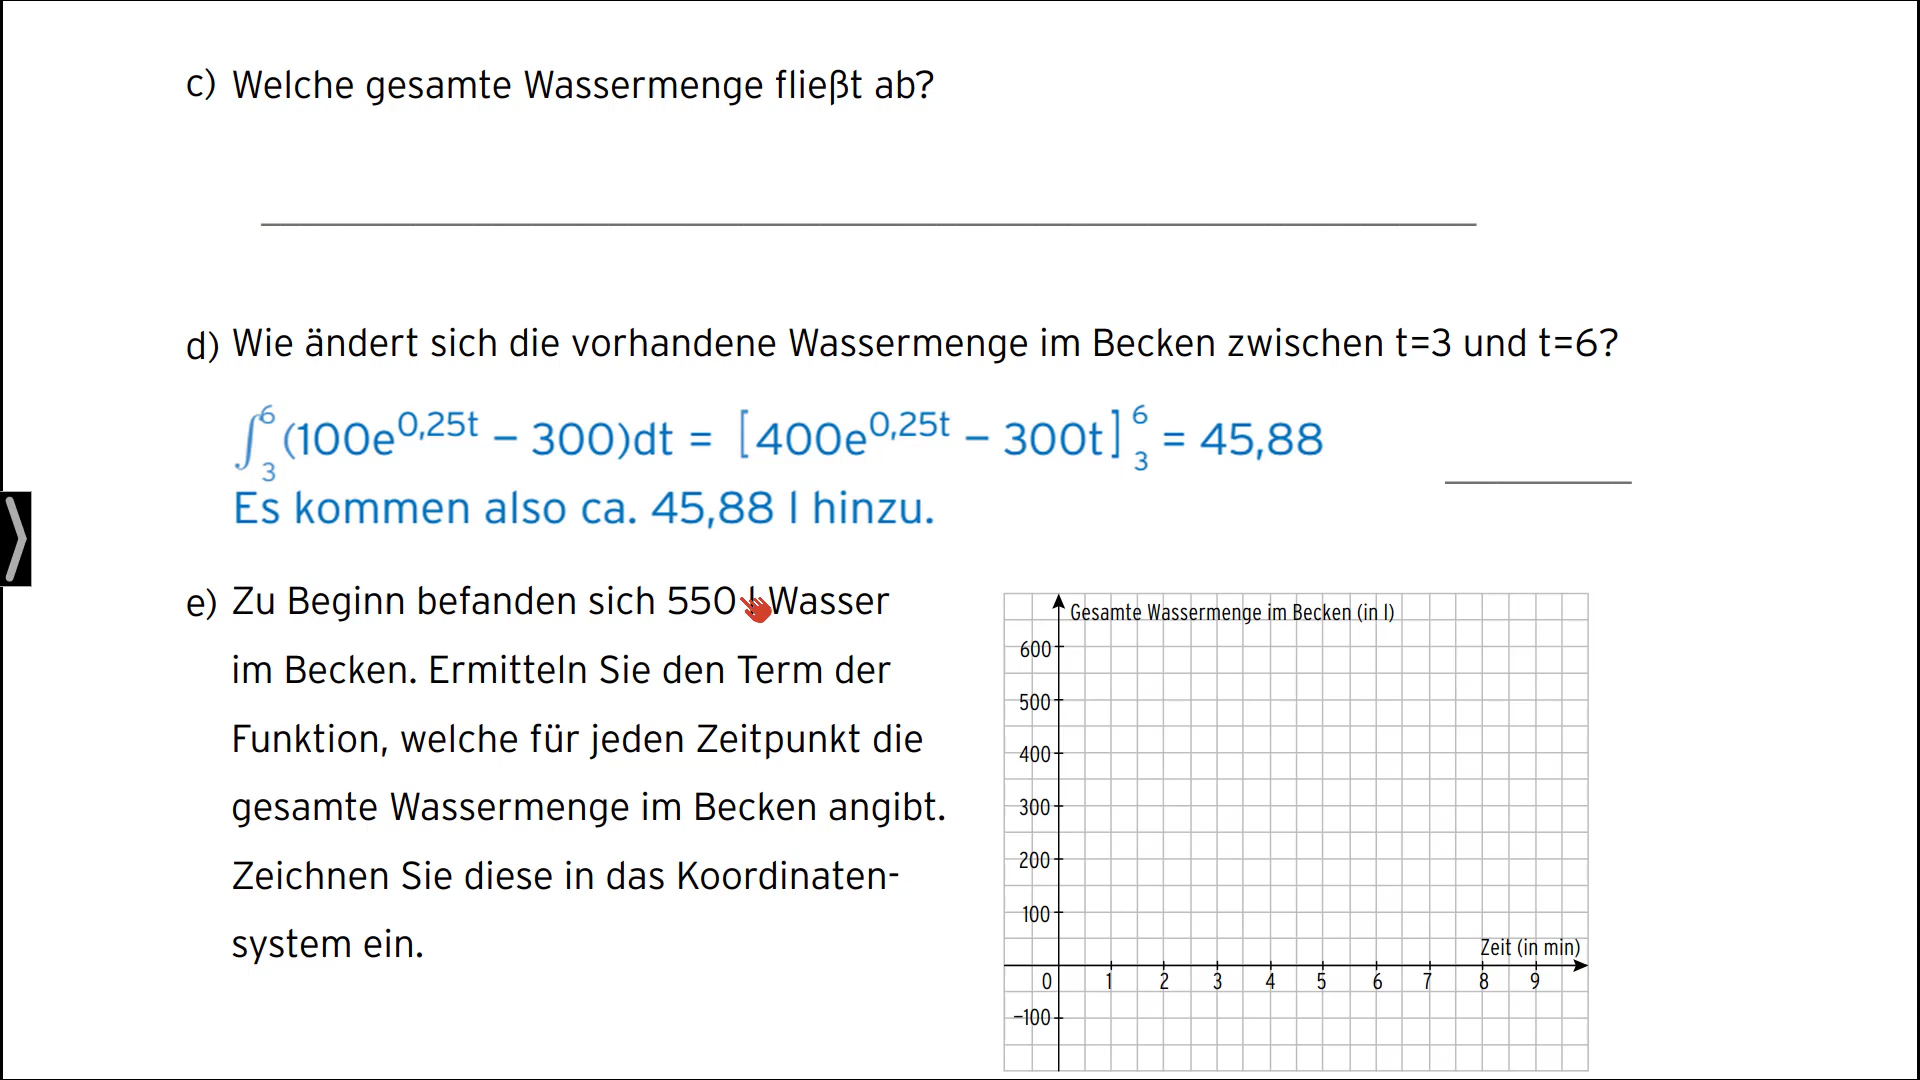 c) Welche gesamte Wassermenge fließt ab?
d) Wie ändert sich die vorhandene Wassermenge im Becken zwischen t=3 und t=6?
∫₃⁶ (100e^0,25t – 300)dt = [400e^0,25t – 300t]₃⁶ = 45,88
Es kommen also ca. 45,88 l hinzu.
e) Zu Beginn befanden sich 550 l Wasser
im Becken. Ermitteln Sie den Term der
Funktion, welche für jeden Zeitpunkt die
gesamte Wassermenge im Becken angibt.
Zeichnen Sie diese in das Koordinaten-
system ein.
Gesamte Wassermenge im Becken (in l)
600
500
400
300
200
100
Zeit (in min)
0 1 2 3 4 5 6 7 8 9
–100